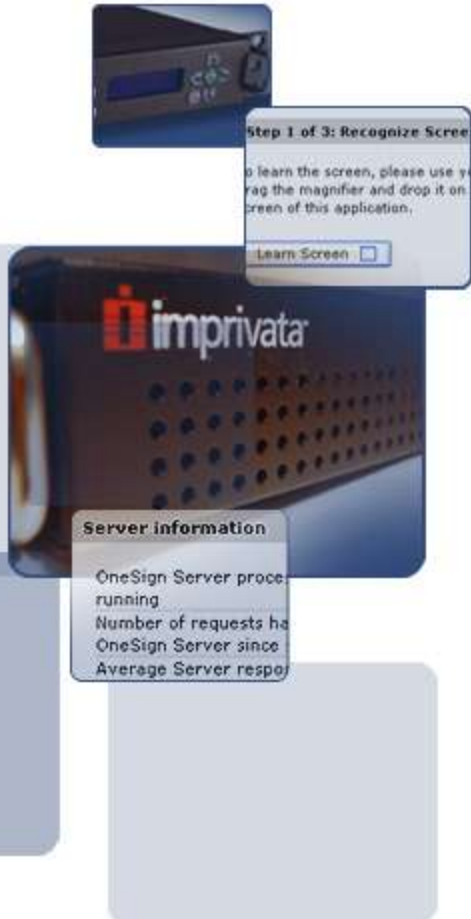 Step 1 of 3: Recognize Scree
o learn the screen, please use y
rag the magnifier and drop it on
creen of this application.
Learn Screen
imprivata
Server information
OneSign Server proce
running
Number of requests ha
OneSign Server since
Average Server respo